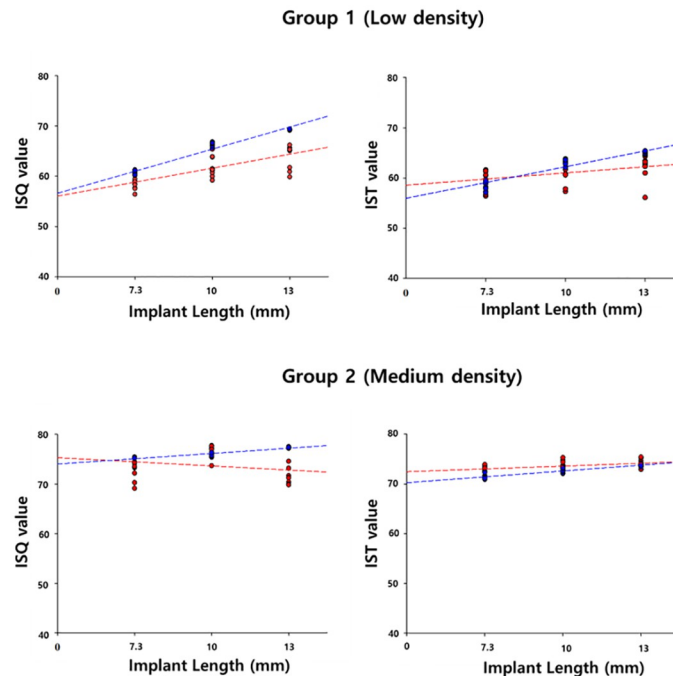 Group 1 (Low density)
80
70
60
50
40
ISQ value
0 7.3 10 13
Implant Length (mm)
80
70
60
50
40
IST value
0 7.3 10 13
Implant Length (mm)
Group 2 (Medium density)
80
70
60
50
40
ISQ value
0 7.3 10 13
Implant Length (mm)
80
70
60
50
40
IST value
0 7.3 10 13
Implant Length (mm)